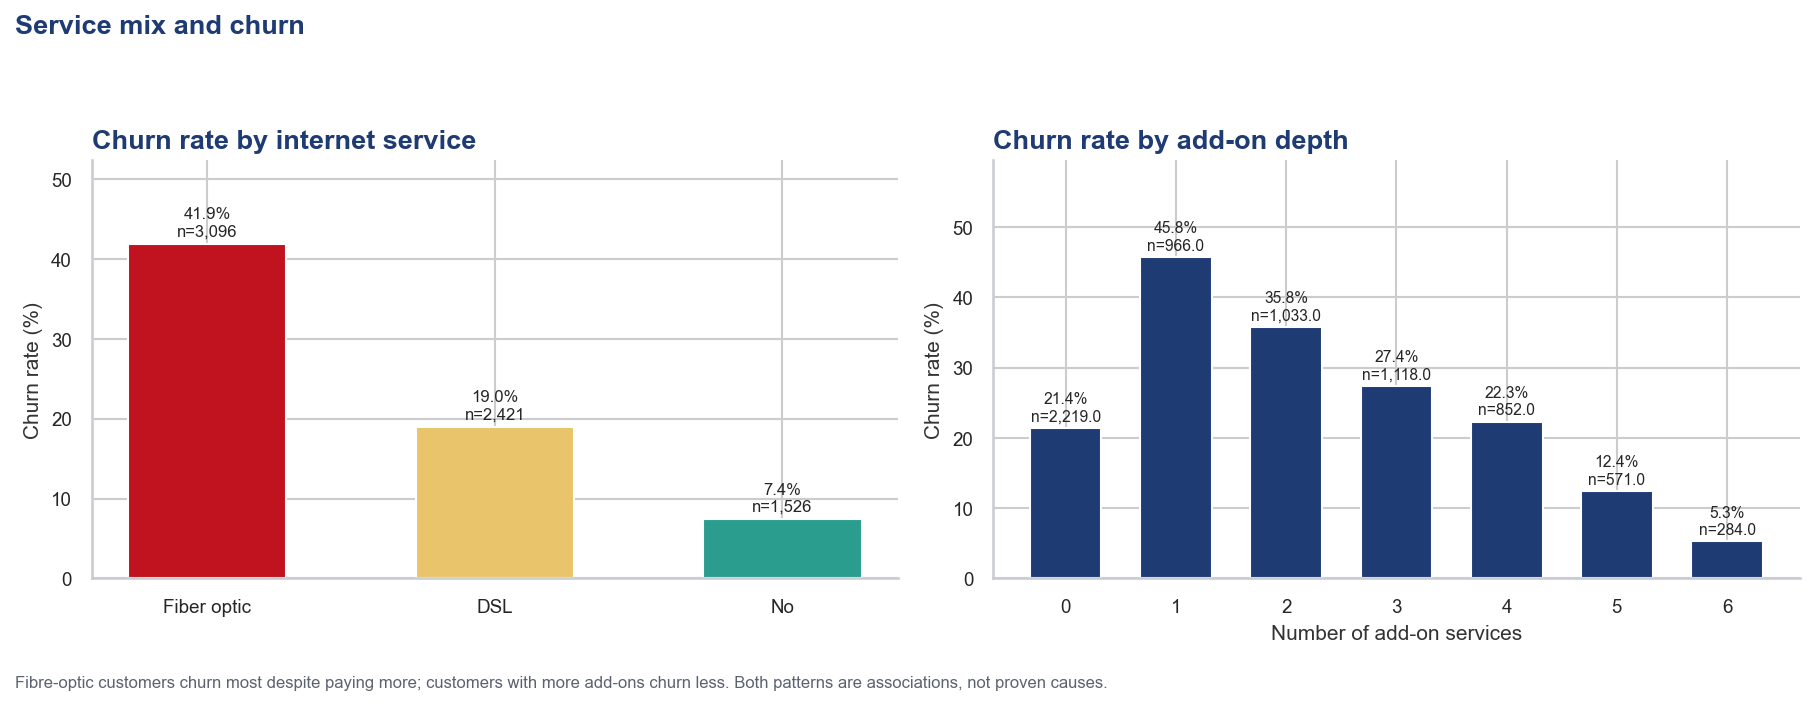 Service mix and churn
Churn rate by internet service
Churn rate (%)
50
40
30
20
10
0
41.9%
n=3,096
19.0%
n=2,421
7.4%
n=1,526
Fiber optic
DSL
No
Churn rate by add-on depth
Churn rate (%)
50
40
30
20
10
0
21.4%
n=2,219.0
45.8%
n=966.0
35.8%
n=1,033.0
27.4%
n=1,118.0
22.3%
n=852.0
12.4%
n=571.0
5.3%
n=284.0
0
1
2
3
4
5
6
Number of add-on services
Fibre-optic customers churn most despite paying more; customers with more add-ons churn less. Both patterns are associations, not proven causes.